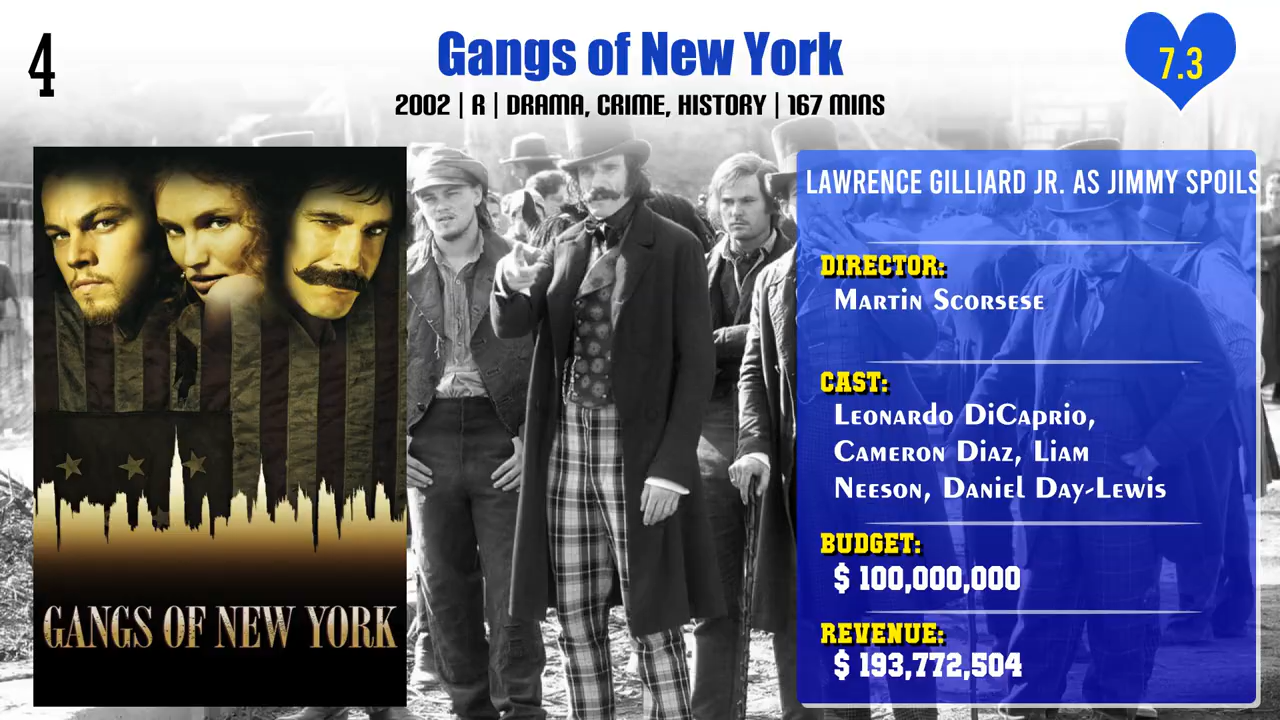 4
Gangs of New York
7.3
2002 | R | DRAMA, CRIME, HISTORY | 167 MINS
GANGS OF NEW YORK
LAWRENCE GILLIARD JR. AS JIMMY SPOILS
DIRECTOR:
Martin Scorsese
CAST:
Leonardo DiCaprio,
Cameron Diaz, Liam
Neeson, Daniel Day-Lewis
BUDGET:
$ 100,000,000
REVENUE:
$ 193,772,504